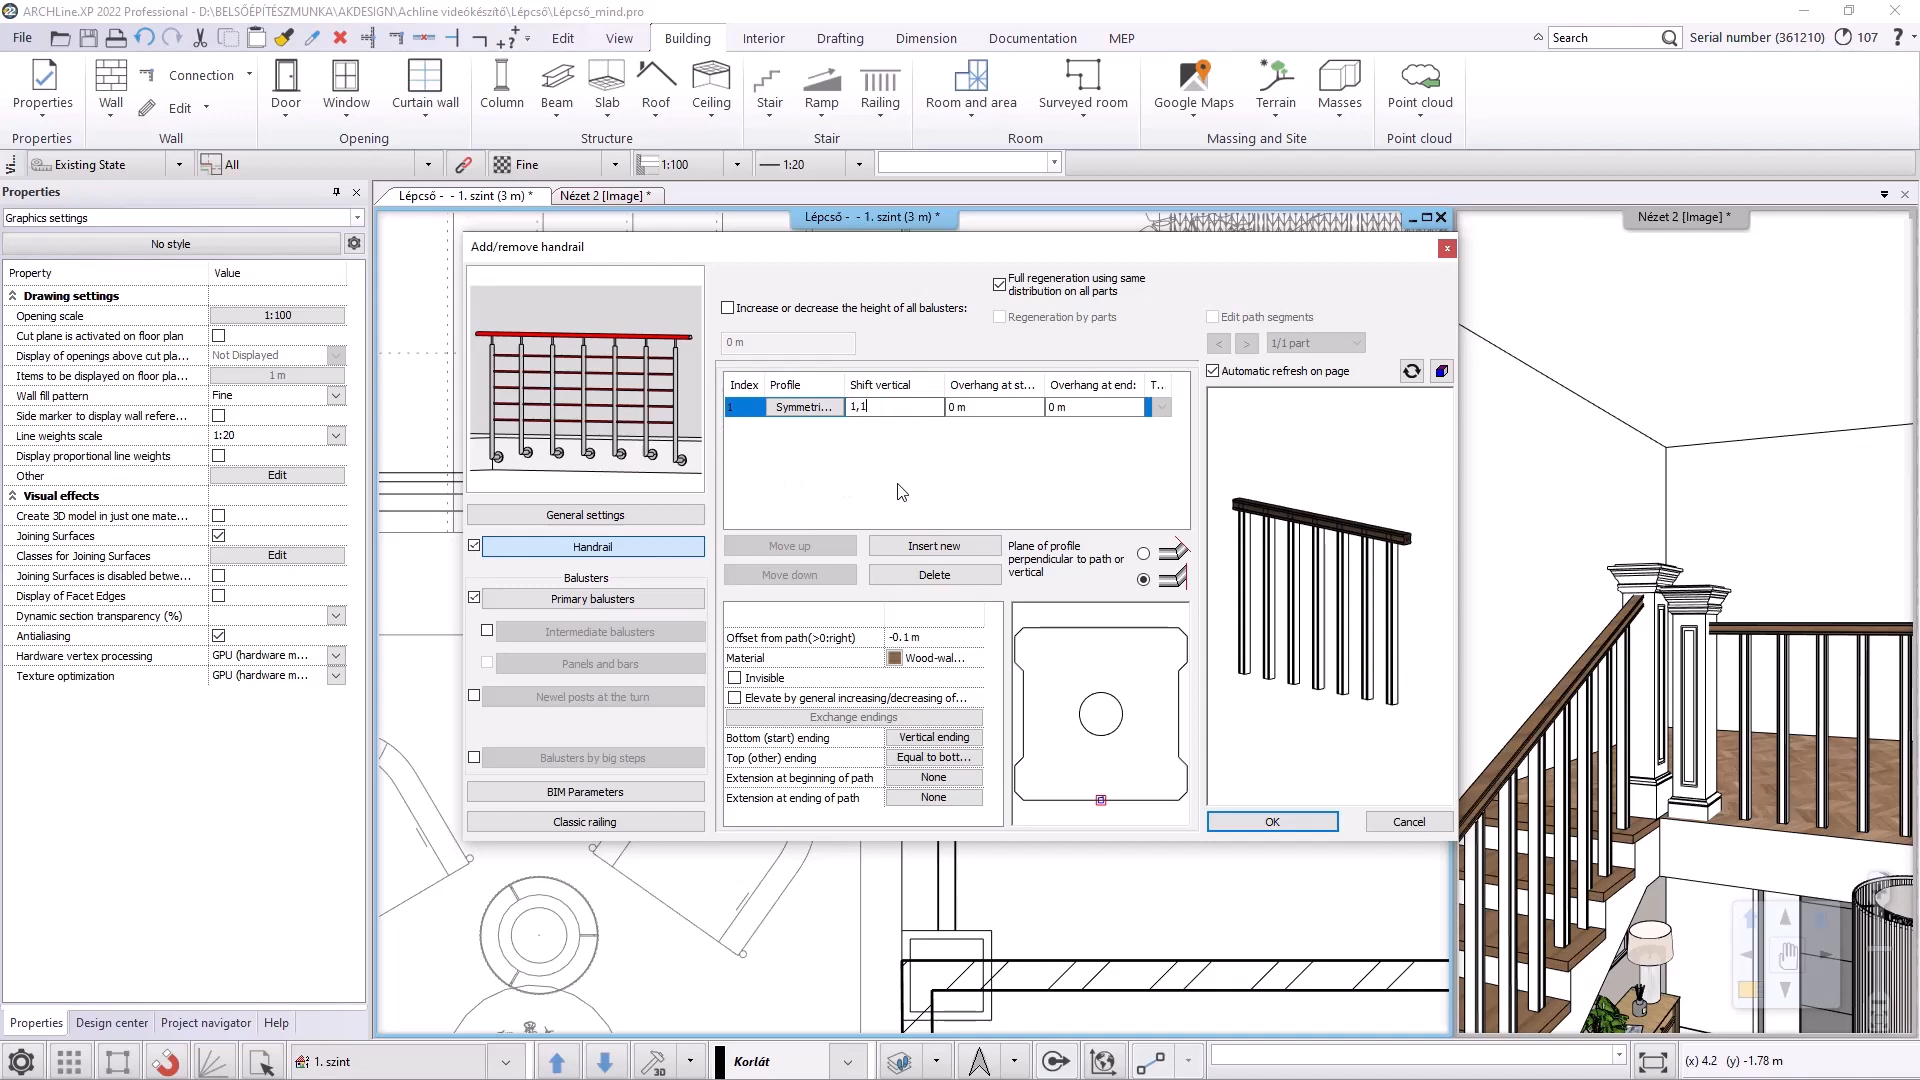 ARCHLine.XP 2022 Professional - D:\BELSŐÉPÍTÉSZMUNKA\AKDESIGN\Achline videókészítő\Lépcső\Lépcső_mind.pro
File Edit View Building Interior Drafting Dimension Documentation MEP Search Serial number (361210) 107 ?
Connection
Edit
Properties Wall Door Window Curtain wall Column Beam Slab Roof Ceiling Stair Ramp Railing Room and area Surveyed room Google Maps Terrain Masses Point cloud
Properties Wall Opening Structure Stair Room Massing and Site Point cloud
Existing State All Fine 1:100 1:20
Properties
Lépcső - - 1. szint (3 m) * Nézet 2 [Image] *
Graphics settings
Lépcső - - 1. szint (3 m) * Nézet 2 [Image] *
No style
Property Value
Drawing settings
Opening scale 1:100
Cut plane is activated on floor plan
Display of openings above cut pla... Not Displayed
Items to be displayed on floor pla... 1 m
Wall fill pattern Fine
Side marker to display wall refere...
Line weights scale 1:20
Display proportional line weights
Other Edit
Visual effects
Create 3D model in just one mate...
Joining Surfaces
Classes for Joining Surfaces Edit
Joining Surfaces is disabled betwe...
Display of Facet Edges
Dynamic section transparency (%)
Antialiasing
Hardware vertex processing GPU (hardware m...
Texture optimization GPU (hardware m...
Properties Design center Project navigator Help
Add/remove handrail x
Increase or decrease the height of all balusters:
0 m
Full regeneration using same
distribution on all parts
Regeneration by parts
Edit path segments
< > 1/1 part
Automatic refresh on page
Index Profile Shift vertical Overhang at st... Overhang at end: T...
1 Symmetri... 1,1 0 m 0 m
General settings
Handrail
Balusters
Primary balusters
Intermediate balusters
Panels and bars
Newel posts at the turn
Balusters by big steps
BIM Parameters
Classic railing
Move up Insert new
Move down Delete
Plane of profile
perpendicular to path or
vertical
Offset from path(>0:right) -0.1 m
Material Wood-wal...
Invisible
Elevate by general increasing/decreasing of...
Exchange endings
Bottom (start) ending Vertical ending
Top (other) ending Equal to bott...
Extension at beginning of path None
Extension at ending of path None
OK Cancel
1. szint 3D Korlát (x) 4.2 (y) -1.78 m